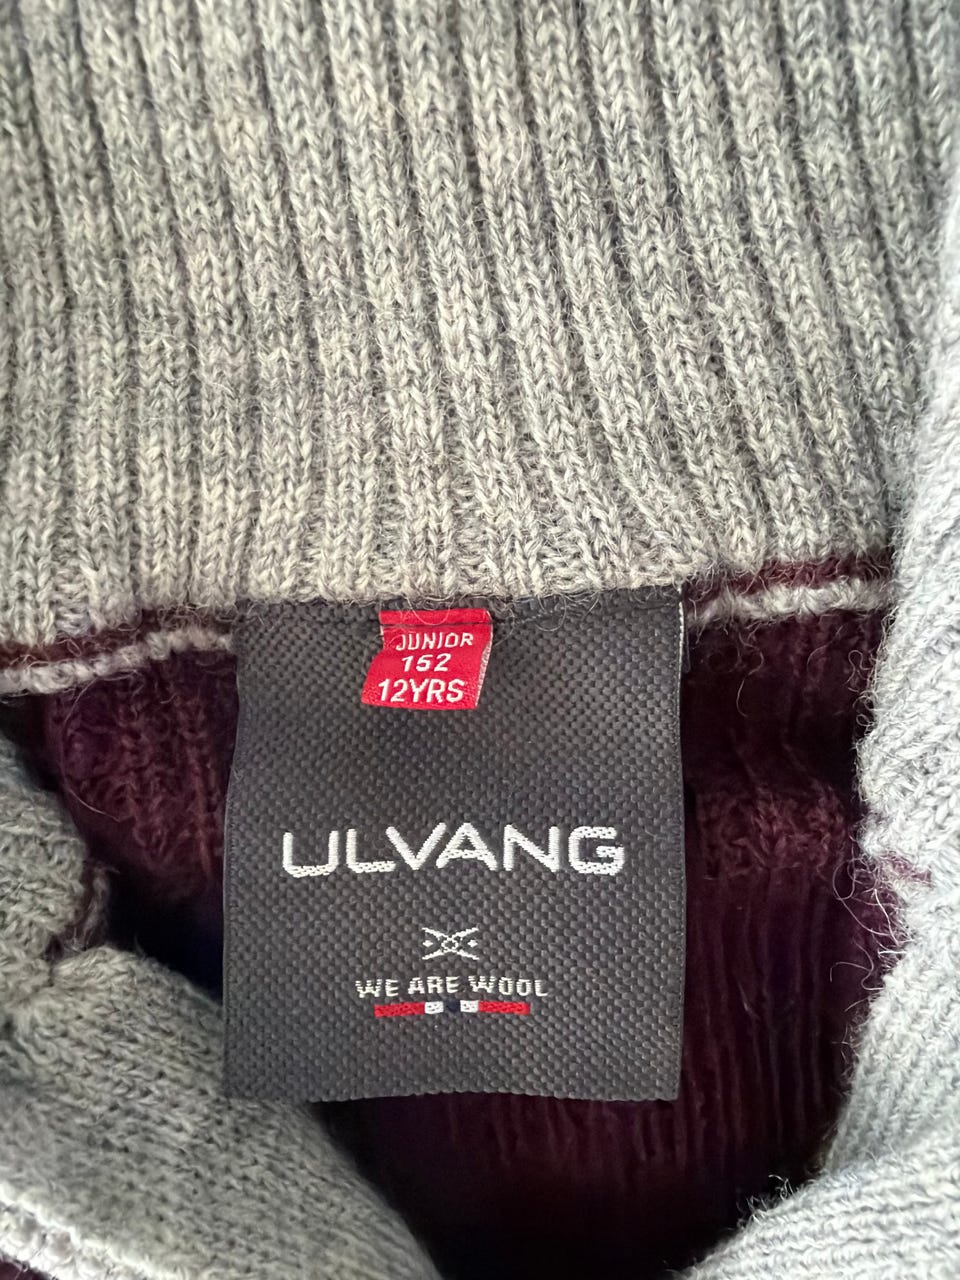 JUNIOR
152
12YRS
ULVANG
WE ARE WOOL